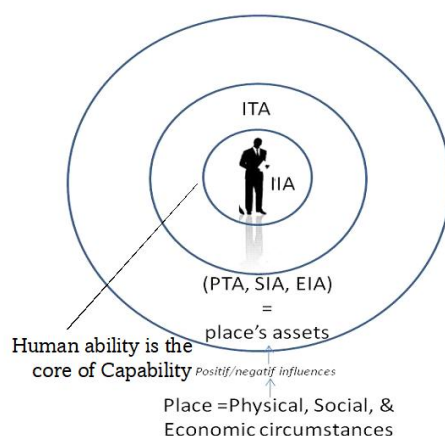 ITA
IIA
(PTA, SIA, EIA)
=
place's assets
Human ability is the
core of Capability
Positif/negatif influences
Place =Physical, Social, &
Economic circumstances